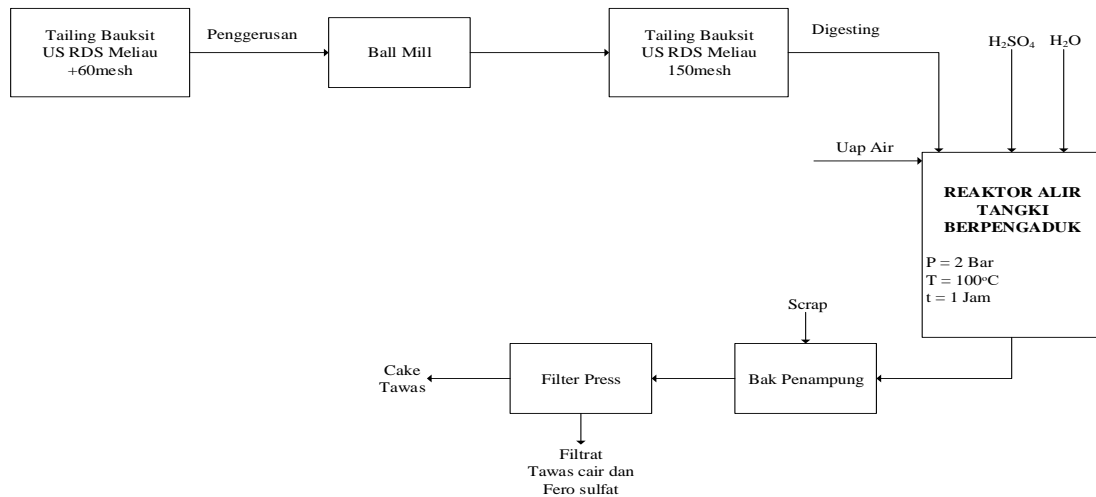 Tailing Bauksit
US RDS Meliau
+60mesh
Penggerusan
Ball Mill
Tailing Bauksit
US RDS Meliau
150mesh
Digesting
H₂SO₄
H₂O
Uap Air
REAKTOR ALIR
TANGKI
BERPENGADUK
P = 2 Bar
T = 100°C
t = 1 Jam
Scrap
Bak Penampung
Filter Press
Cake
Tawas
Filtrat
Tawas cair dan
Fero sulfat